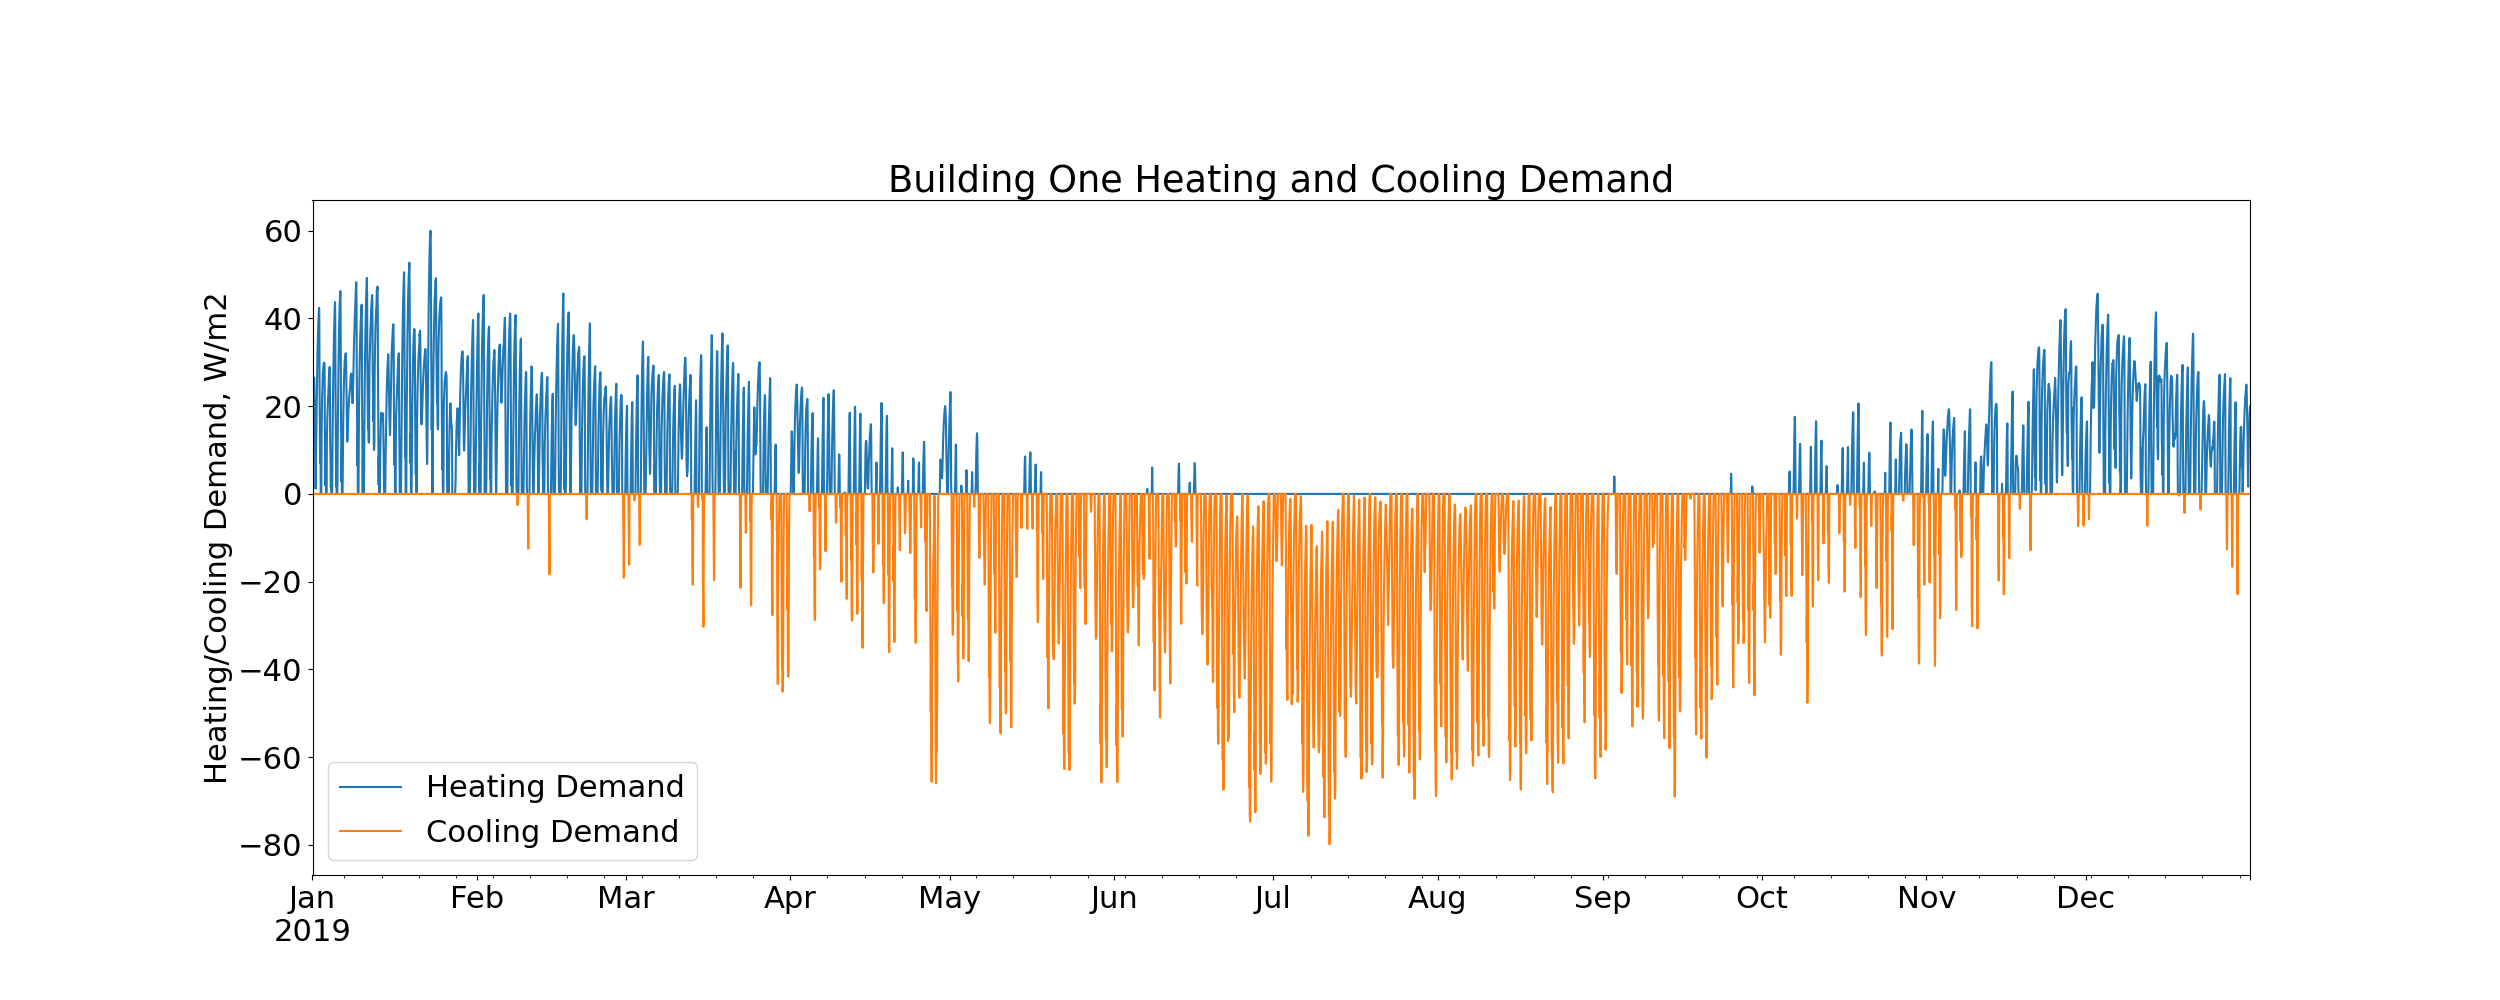 Building One Heating and Cooling Demand
Heating/Cooling Demand, W/m2
60
40
20
0
−20
−40
−60
−80
Heating Demand
Cooling Demand
Jan Feb Mar Apr May Jun Jul Aug Sep Oct Nov Dec
2019